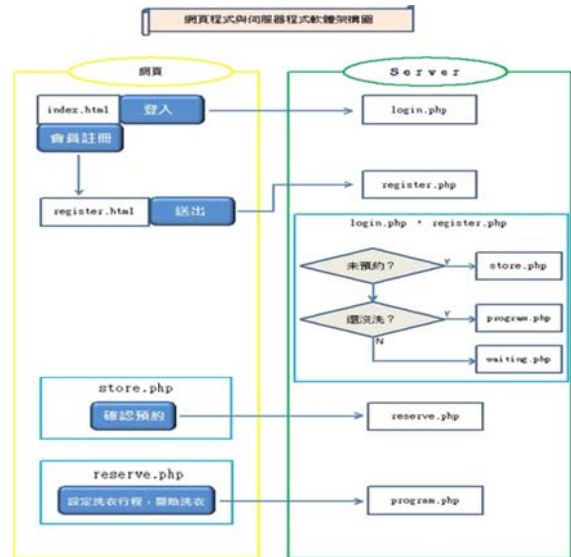 網頁程式與伺服器程式軟體架構圖
網頁
Server
index.html
登入
login.php
會員註冊
register.php
register.html
送出
login.php , register.php
未預約？
Y
store.php
還沒洗？
Y
program.php
N
waiting.php
store.php
確認預約
reserve.php
reserve.php
設定洗衣行程，開始洗衣
program.php